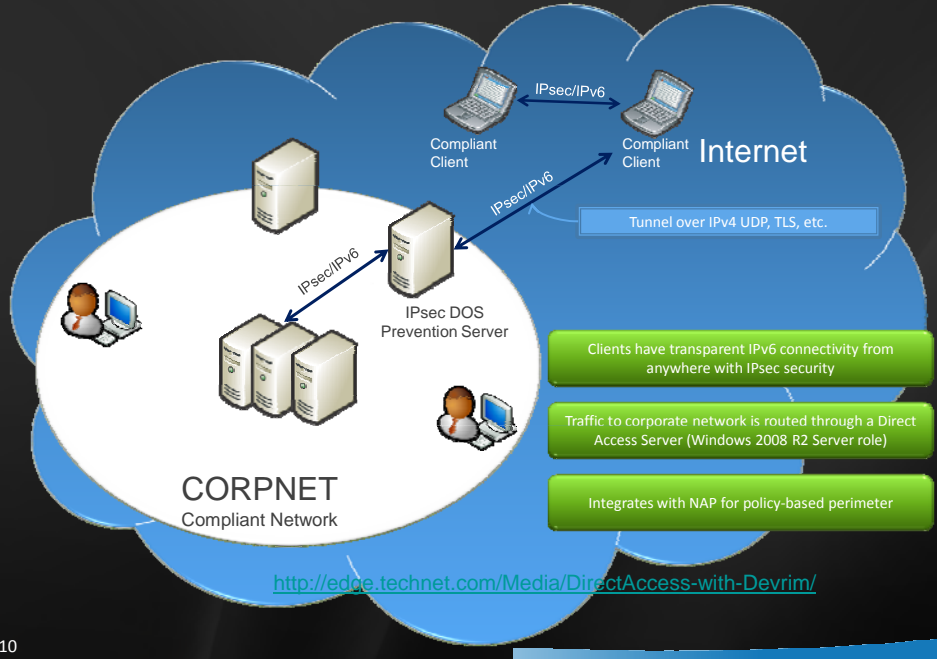 IPsec/IPv6
Compliant
Client
Compliant
Client
Internet
IPsec/IPv6
Tunnel over IPv4 UDP, TLS, etc.
IPsec/IPv6
IPsec DOS
Prevention Server
Clients have transparent IPv6 connectivity from
anywhere with IPsec security
Traffic to corporate network is routed through a Direct
Access Server (Windows 2008 R2 Server role)
Integrates with NAP for policy-based perimeter
CORPNET
Compliant Network
http://edge.technet.com/Media/DirectAccess-with-Devrim/
10